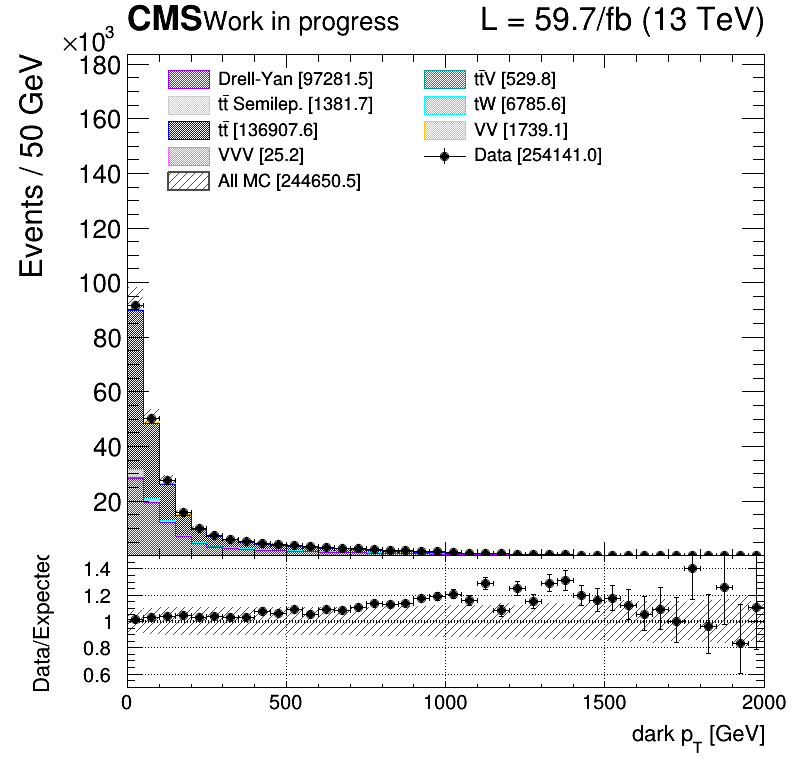 CMS Work in progress L = 59.7/fb (13 TeV)
×10³
Events / 50 GeV
180
160
140
120
100
80
60
40
20
Drell-Yan [97281.5]
tt̄ Semilep. [1381.7]
tt̄ [136907.6]
VVV [25.2]
All MC [244650.5]
tt̄V [529.8]
tW [6785.6]
VV [1739.1]
Data [254141.0]
Data/Expected
1.4
1.2
1
0.8
0.6
0 500 1000 1500 2000
dark p_T [GeV]